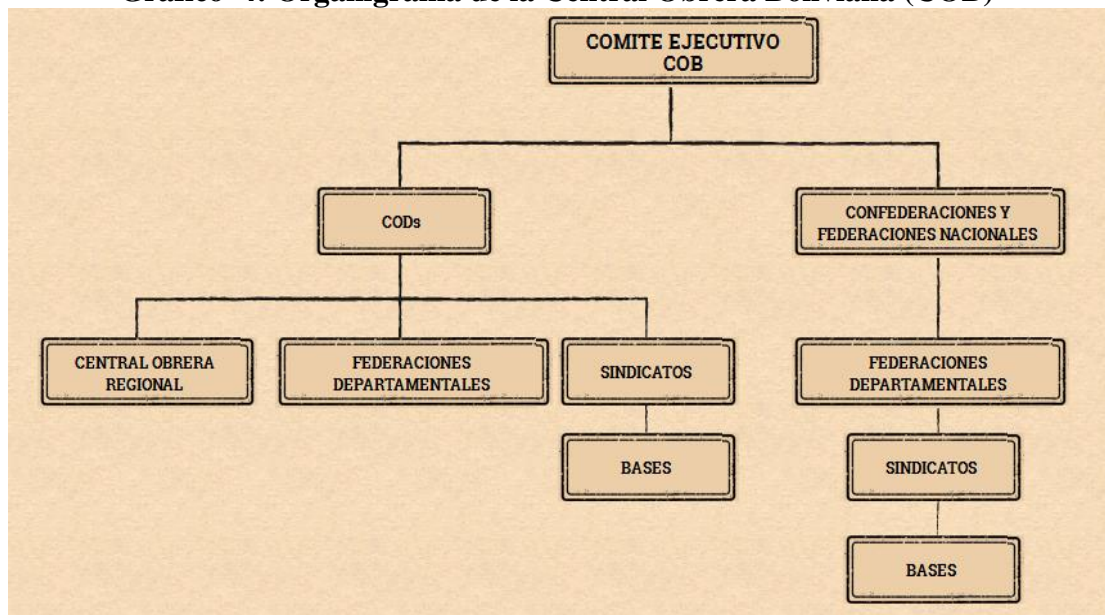 Gráfico 4. Organigrama de la Central Obrera Boliviana (COB)
COMITE EJECUTIVO
COB
CODs
CONFEDERACIONES Y
FEDERACIONES NACIONALES
CENTRAL OBRERA
REGIONAL
FEDERACIONES
DEPARTAMENTALES
SINDICATOS
FEDERACIONES
DEPARTAMENTALES
BASES
SINDICATOS
BASES